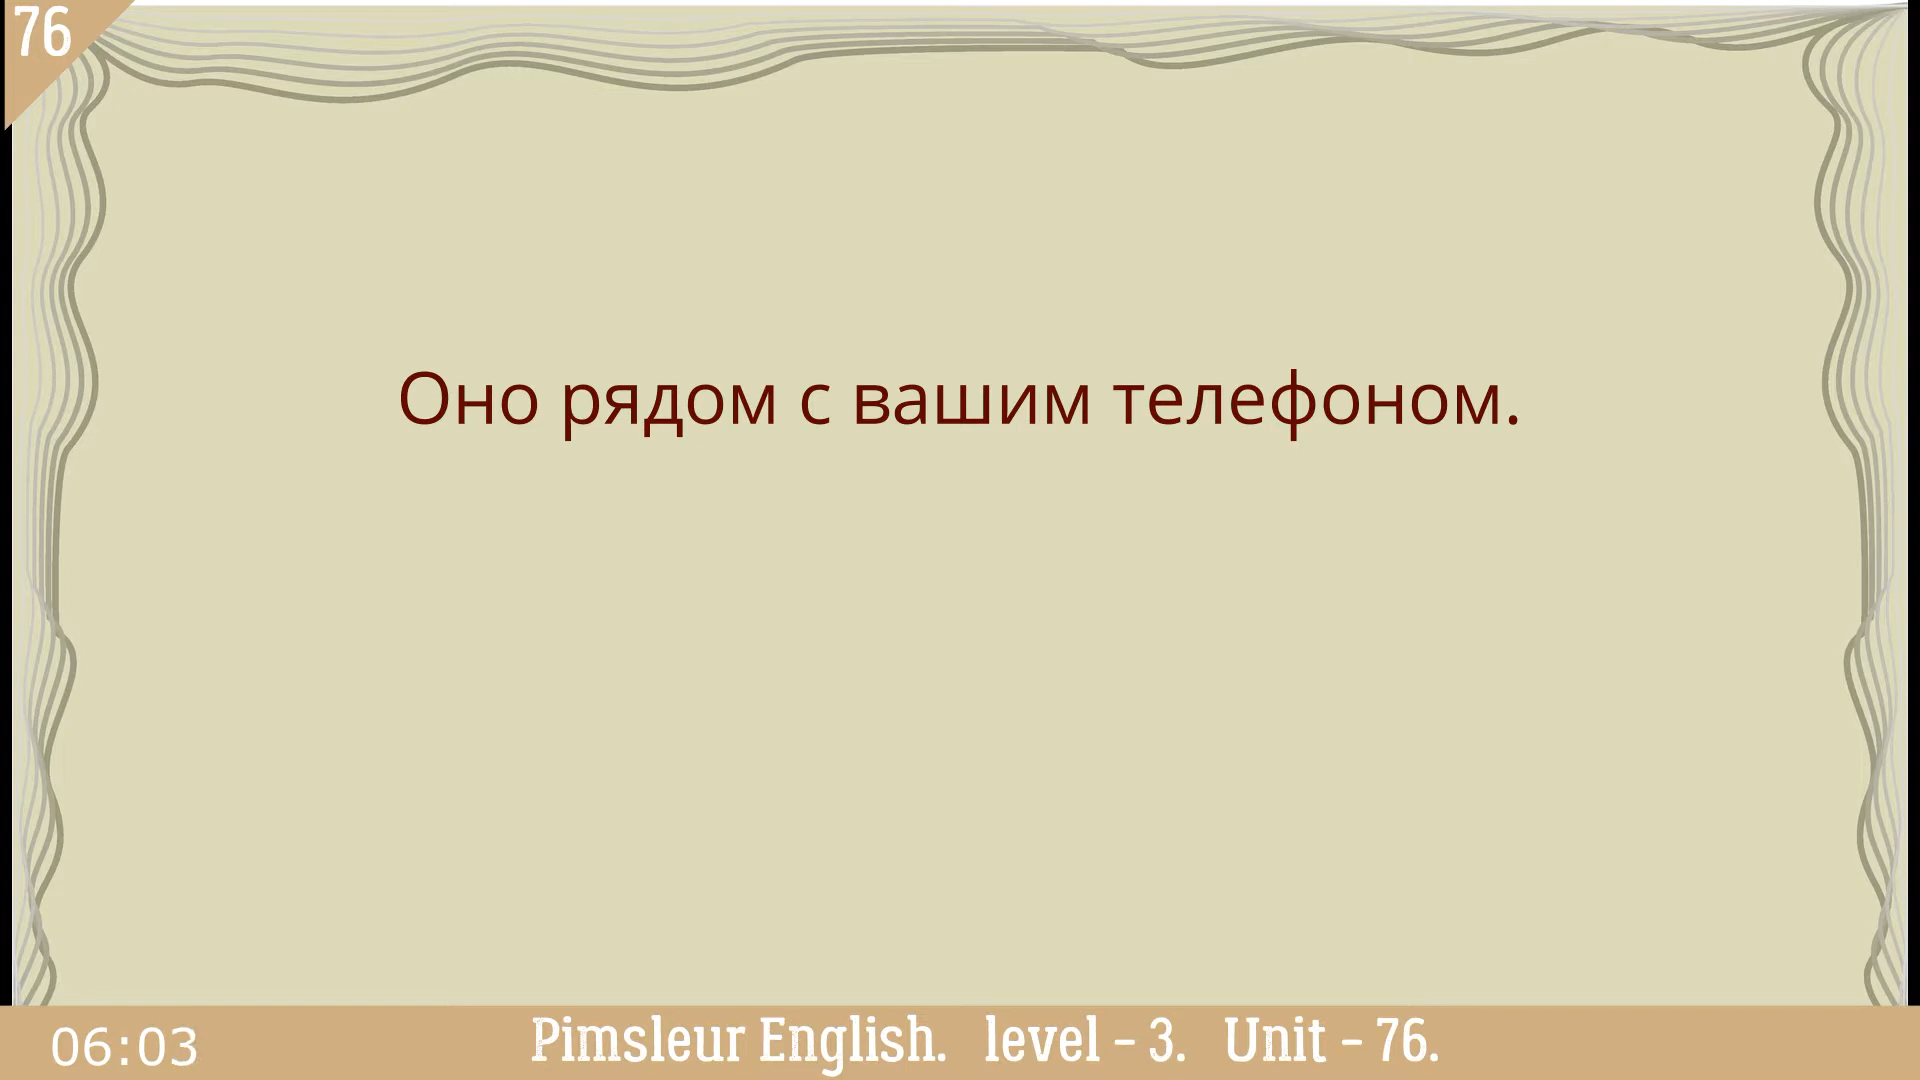 76
Оно рядом с вашим телефоном.
06:03
Pimsleur English. level – 3. Unit – 76.